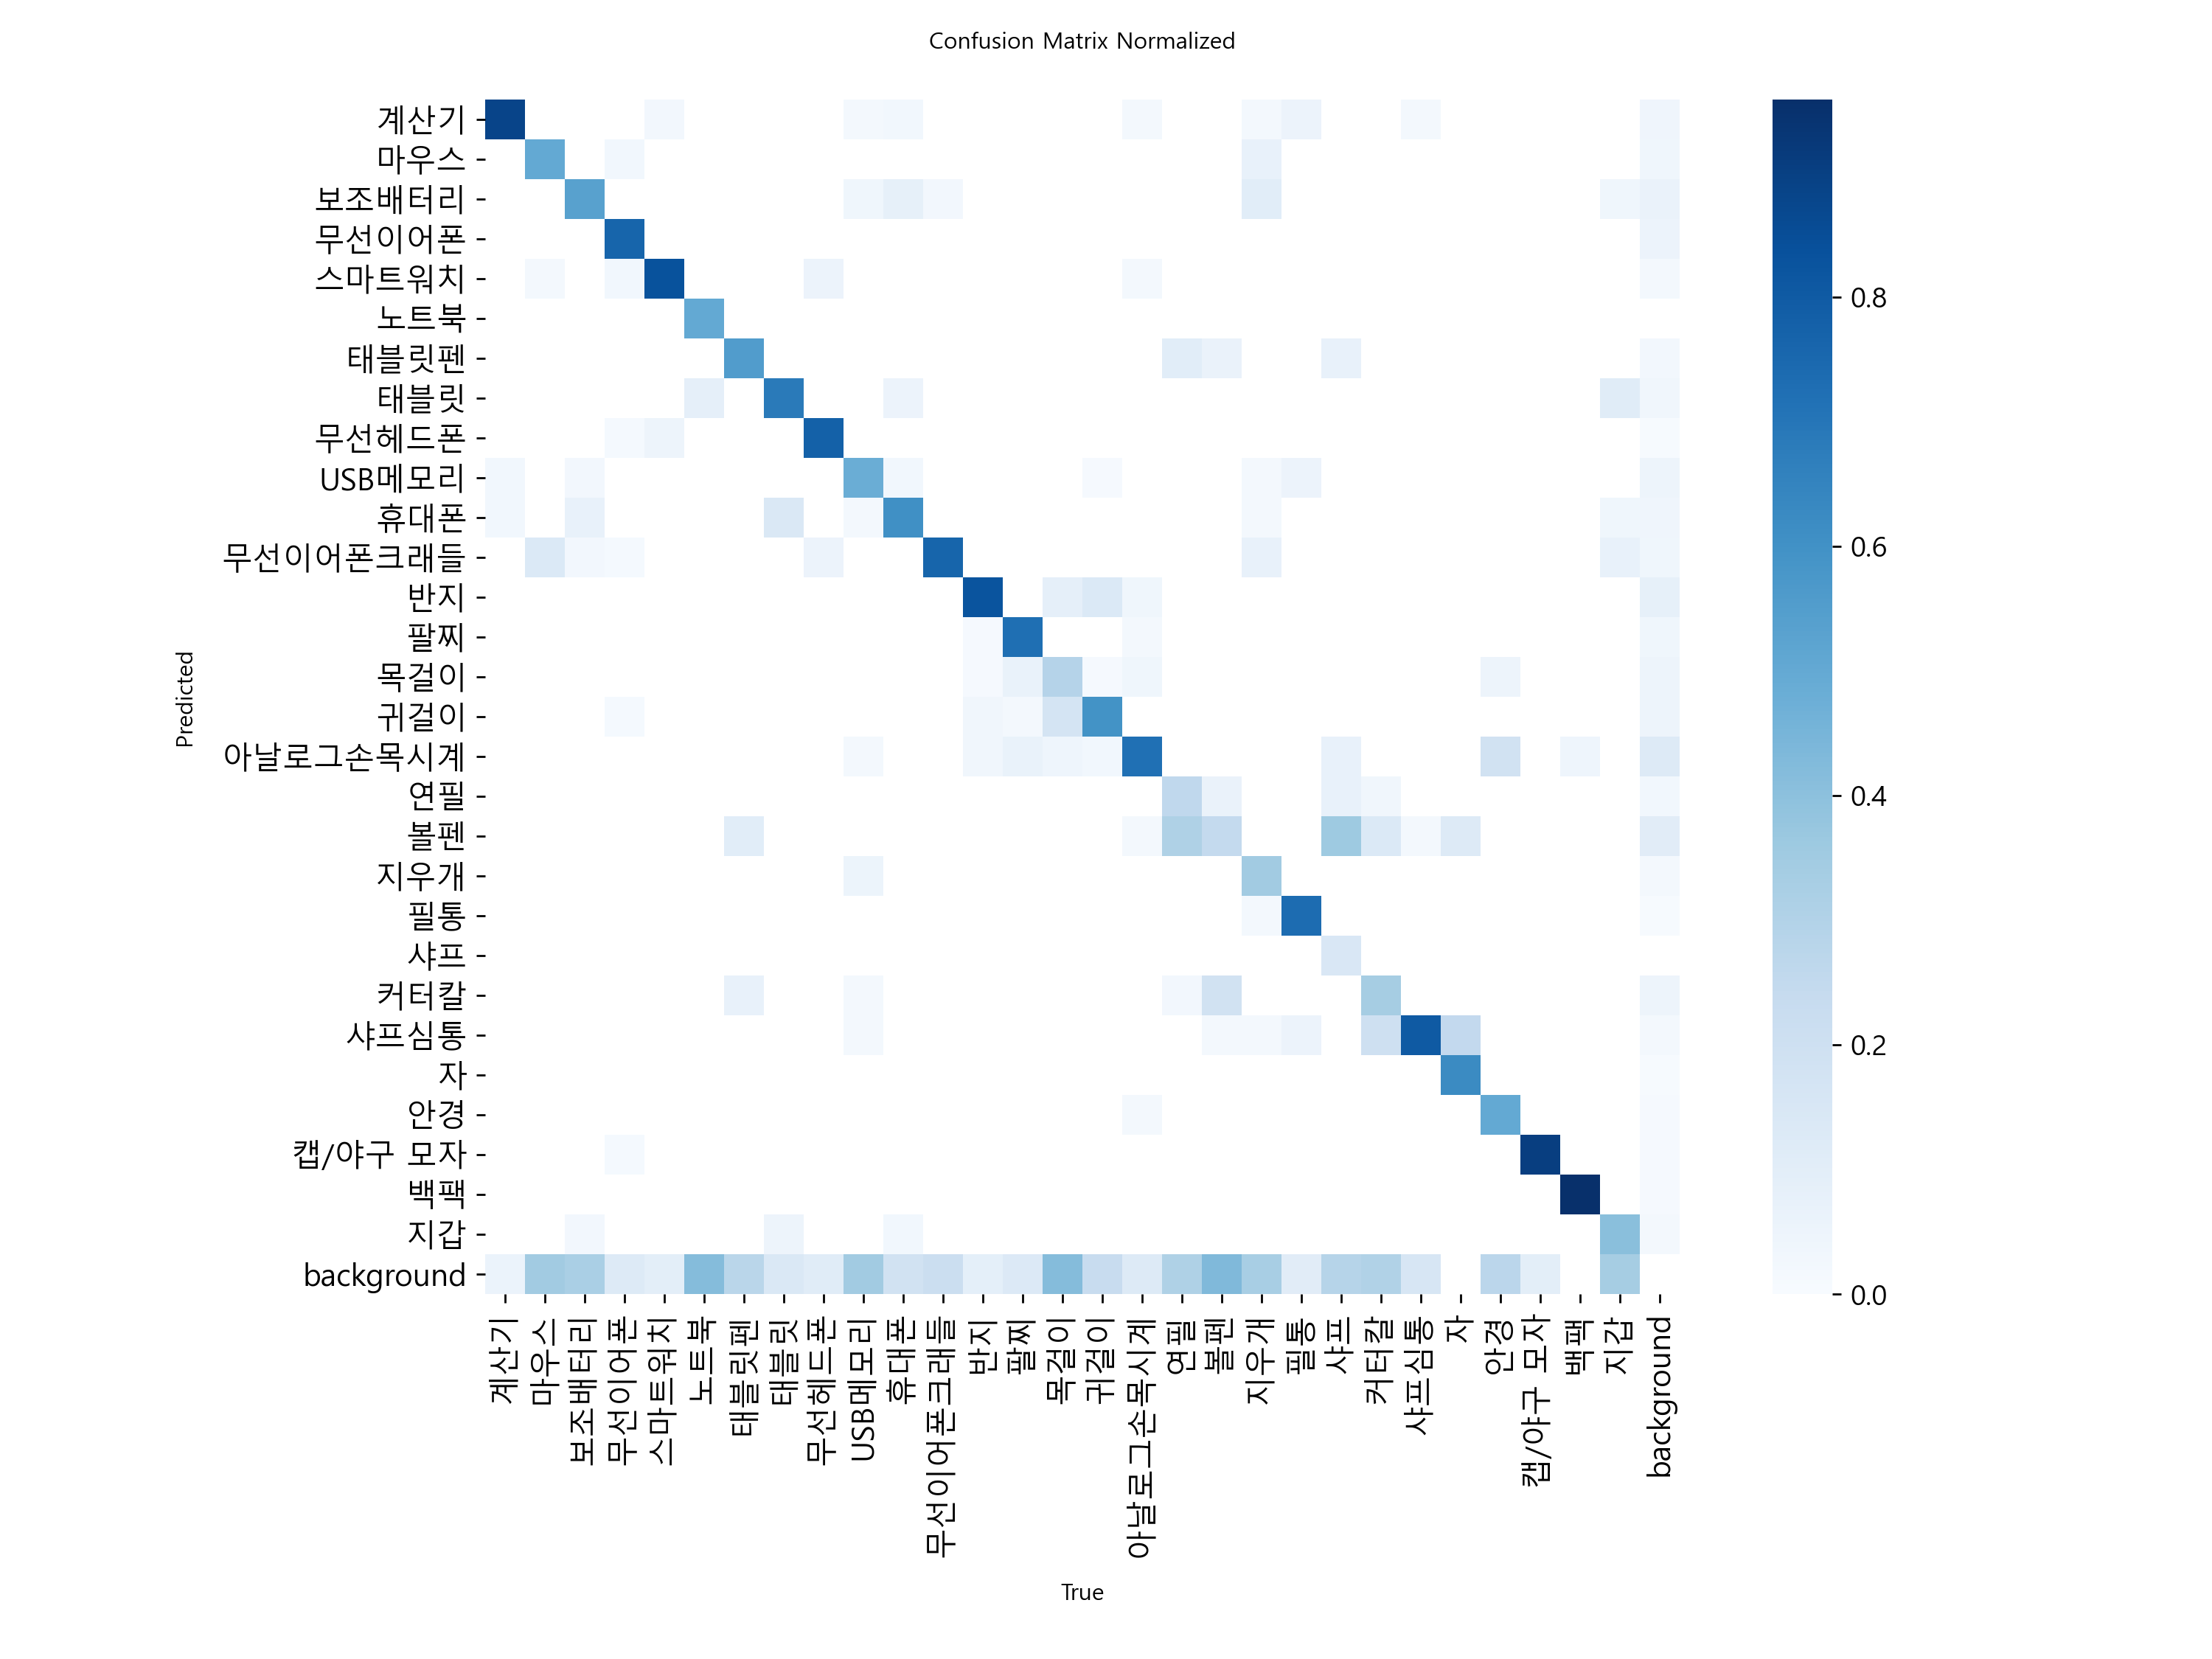 Confusion Matrix Normalized
계산기
마우스
보조배터리
무선이어폰
스마트워치
노트북
태블릿펜
태블릿
무선헤드폰
USB메모리
휴대폰
무선이어폰크래들
반지
팔찌
목걸이
귀걸이
아날로그손목시계
연필
볼펜
지우개
필통
샤프
커터칼
샤프심통
자
안경
캡/야구 모자
백팩
지갑
background
Predicted
계산기
마우스
보조배터리
무선이어폰
스마트워치
노트북
태블릿펜
태블릿
무선헤드폰
USB메모리
휴대폰
무선이어폰크래들
반지
팔찌
목걸이
귀걸이
아날로그손목시계
연필
볼펜
지우개
필통
샤프
커터칼
샤프심통
자
안경
캡/야구 모자
백팩
지갑
background
True
0.8
0.6
0.4
0.2
0.0